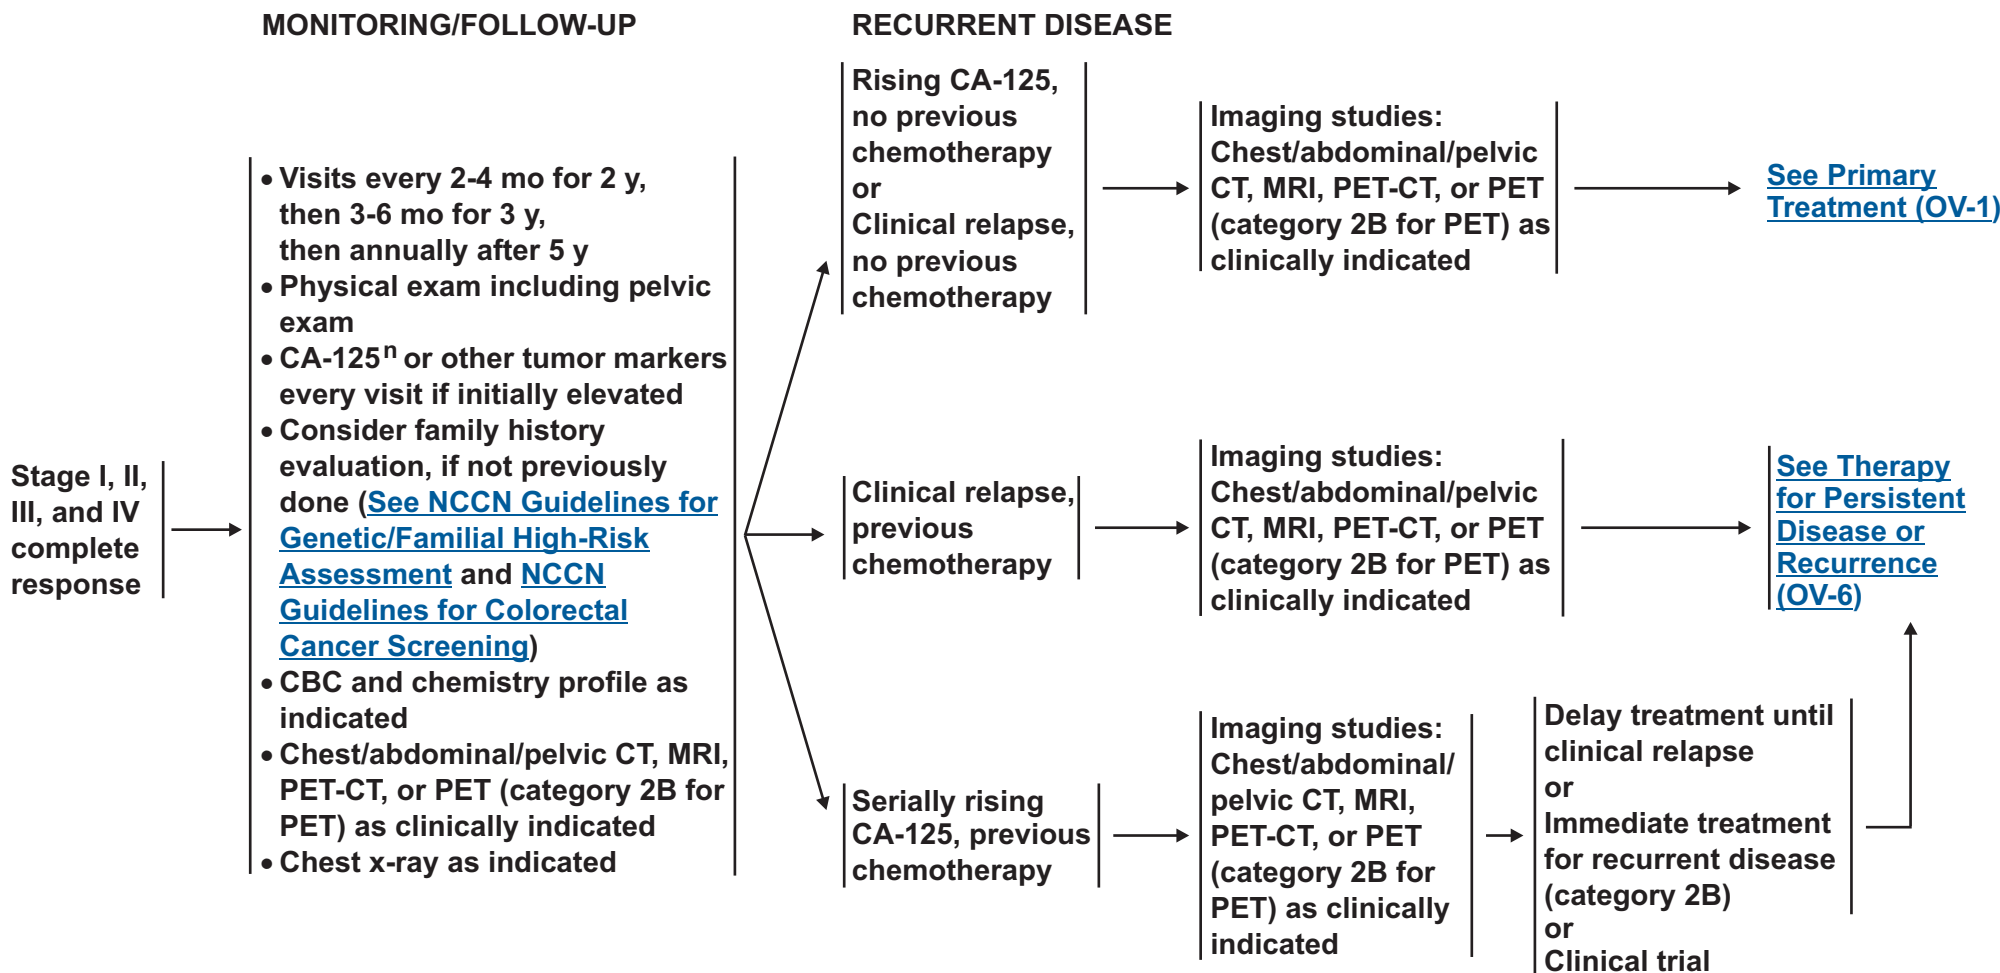 MONITORING/FOLLOW-UP
RECURRENT DISEASE
Stage I, II,
III, and IV
complete
response
• Visits every 2-4 mo for 2 y,
then 3-6 mo for 3 y,
then annually after 5 y
• Physical exam including pelvic
exam
• CA-125n or other tumor markers
every visit if initially elevated
• Consider family history
evaluation, if not previously
done (See NCCN Guidelines for
Genetic/Familial High-Risk
Assessment and NCCN
Guidelines for Colorectal
Cancer Screening)
• CBC and chemistry profile as
indicated
• Chest/abdominal/pelvic CT, MRI,
PET-CT, or PET (category 2B for
PET) as clinically indicated
• Chest x-ray as indicated
Rising CA-125,
no previous
chemotherapy
or
Clinical relapse,
no previous
chemotherapy
Imaging studies:
Chest/abdominal/pelvic
CT, MRI, PET-CT, or PET
(category 2B for PET) as
clinically indicated
See Primary
Treatment (OV-1)
Clinical relapse,
previous
chemotherapy
Imaging studies:
Chest/abdominal/pelvic
CT, MRI, PET-CT, or PET
(category 2B for PET) as
clinically indicated
See Therapy
for Persistent
Disease or
Recurrence
(OV-6)
Serially rising
CA-125, previous
chemotherapy
Imaging studies:
Chest/abdominal/
pelvic CT, MRI,
PET-CT, or PET
(category 2B for
PET) as clinically
indicated
Delay treatment until
clinical relapse
or
Immediate treatment
for recurrent disease
(category 2B)
or
Clinical trial